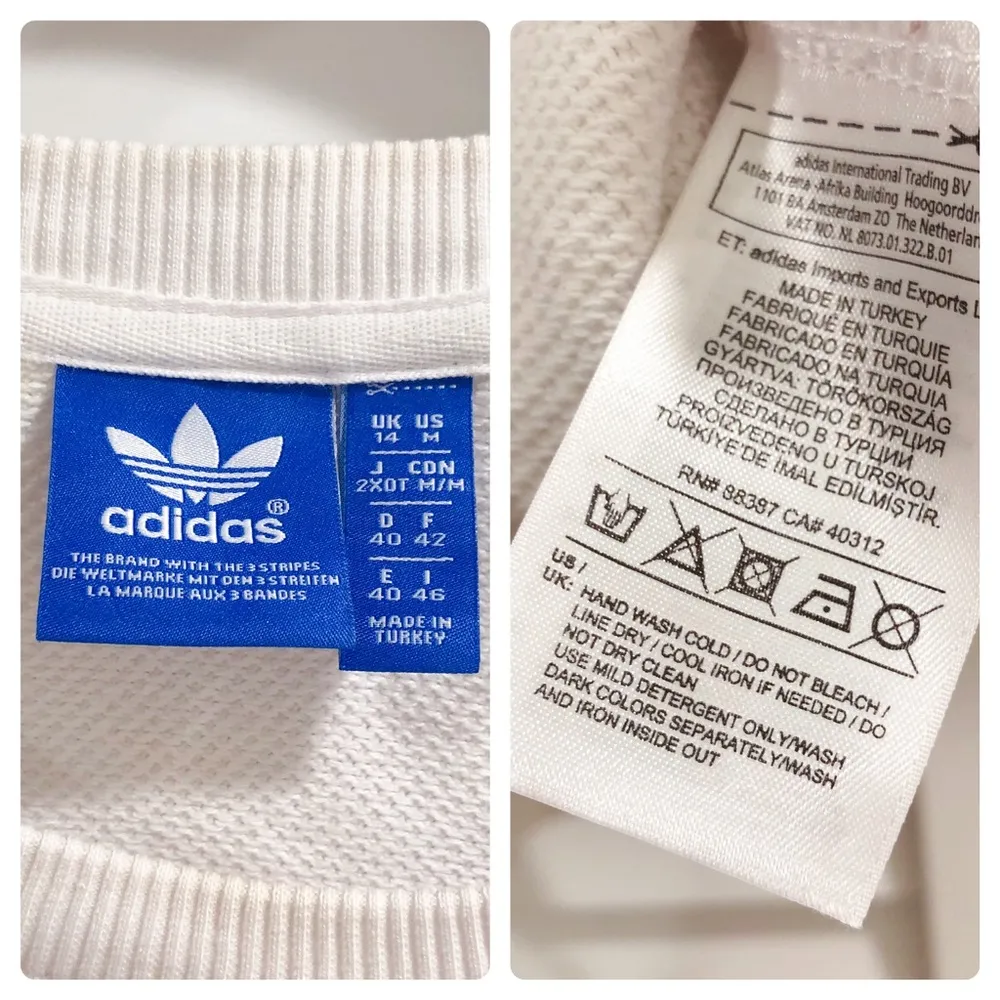 adidas®
THE BRAND WITH THE 3 STRIPES
DIE WELTMARKE MIT DEN 3 STREIFEN
LA MARQUE AUX 3 BANDES
UK US
14 M
J CDN
2XOT M/M
D F
40 42
E I
40 46
MADE IN
TURKEY
adidas International Trading BV
Atlas Arena -Afrika Building
1101 BA Amsterdam ZO The
VAT NO. NL 8073.01.322.B.01
ET: adidas Imports and Exports
MADE IN TURKEY
FABRIQUÉ EN TURQUIE
FABRICADO EN TURQUÍA
FABRICADO NA TURQUIA
GYÁRTVA: TÖRÖKORSZÁG
ПРОИЗВЕДЕНО В ТУРЦИЯ
СДЕЛАНО В ТУРЦИИ
PROIZVEDENO U TURSKOJ
TÜRKİYE'DE İMAL EDİLMİŞTİR.
RN# 88387 CA# 40312
US /
UK: HAND WASH COLD / DO NOT BLEACH /
LINE DRY / COOL IRON IF NEEDED / DO
NOT DRY CLEAN
USE MILD DETERGENT ONLY/WASH
DARK COLORS SEPARATELY/WASH
AND IRON INSIDE OUT